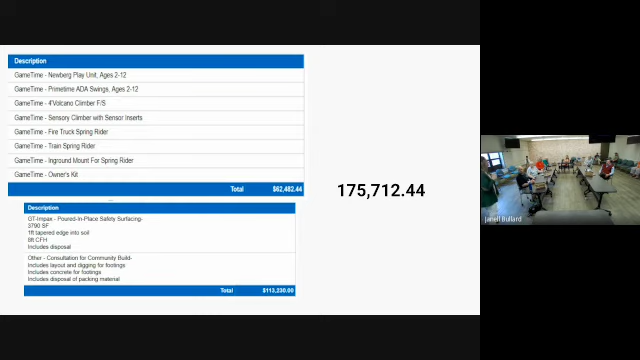 Description
GameTime - Newberg Play Unit, Ages 2-12
GameTime - Primetime ADA Swings, Ages 2-12
GameTime - 4'Volcano Climber F/S
GameTime - Sensory Climber with Sensor Inserts
GameTime - Fire Truck Spring Rider
GameTime - Train Spring Rider
GameTime - Inground Mount For Spring Rider
GameTime - Owner's Kit
Total $62,482.44
Description
GT-Impax - Poured-In-Place Safety Surfacing-
3790 SF
1ft tapered edge into soil
8ft CFH
Includes disposal
Other - Consultation for Community Build-
Includes layout and digging for footings
Includes concrete for footings
Includes disposal of packing material
Total $113,230.00
175,712.44
Janell Bullard